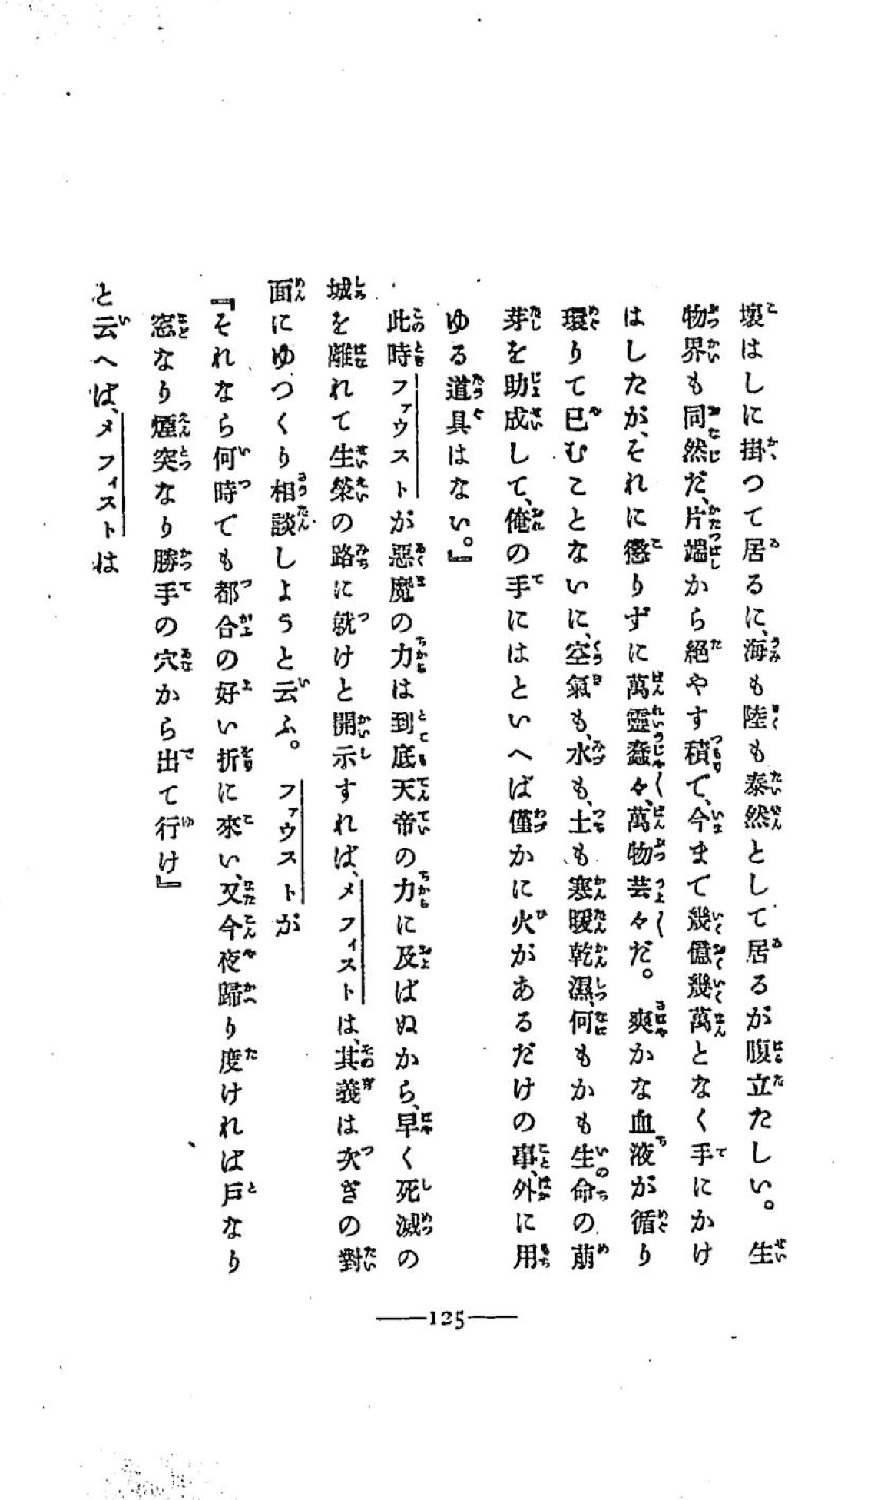 壞はしに掛つて居るに、海も陸も泰然として居るが腹立たしい。生
物界も同然だ、片端から絕やす積て、今まて幾億幾萬となく手にかけ
はしたが、それに懲りずに萬靈蠢々、萬物芸々だ。爽かな血液が循り
環りて已むことないに、空氣も、水も、土も寒暖乾濕、何もかも生命の萠
芽を助成して、俺の手にはといへば僅かに火があるだけの事、外に用
ゆる道具はない。』
此時ファウストが惡魔の力は到底天帝の力に及ばぬから、早く死滅の
城を離れて生榮の路に就けと開示すれば、メフィストは、其義は次ぎの對
面にゆつくり相談しようと云ふ。ファウストが
『それなら何時ても都合の好い折に來い、又今夜歸り度ければ戸なり
窓なり煙突なり勝手の穴から出て行け』
と云へば、メフィストは
—125—